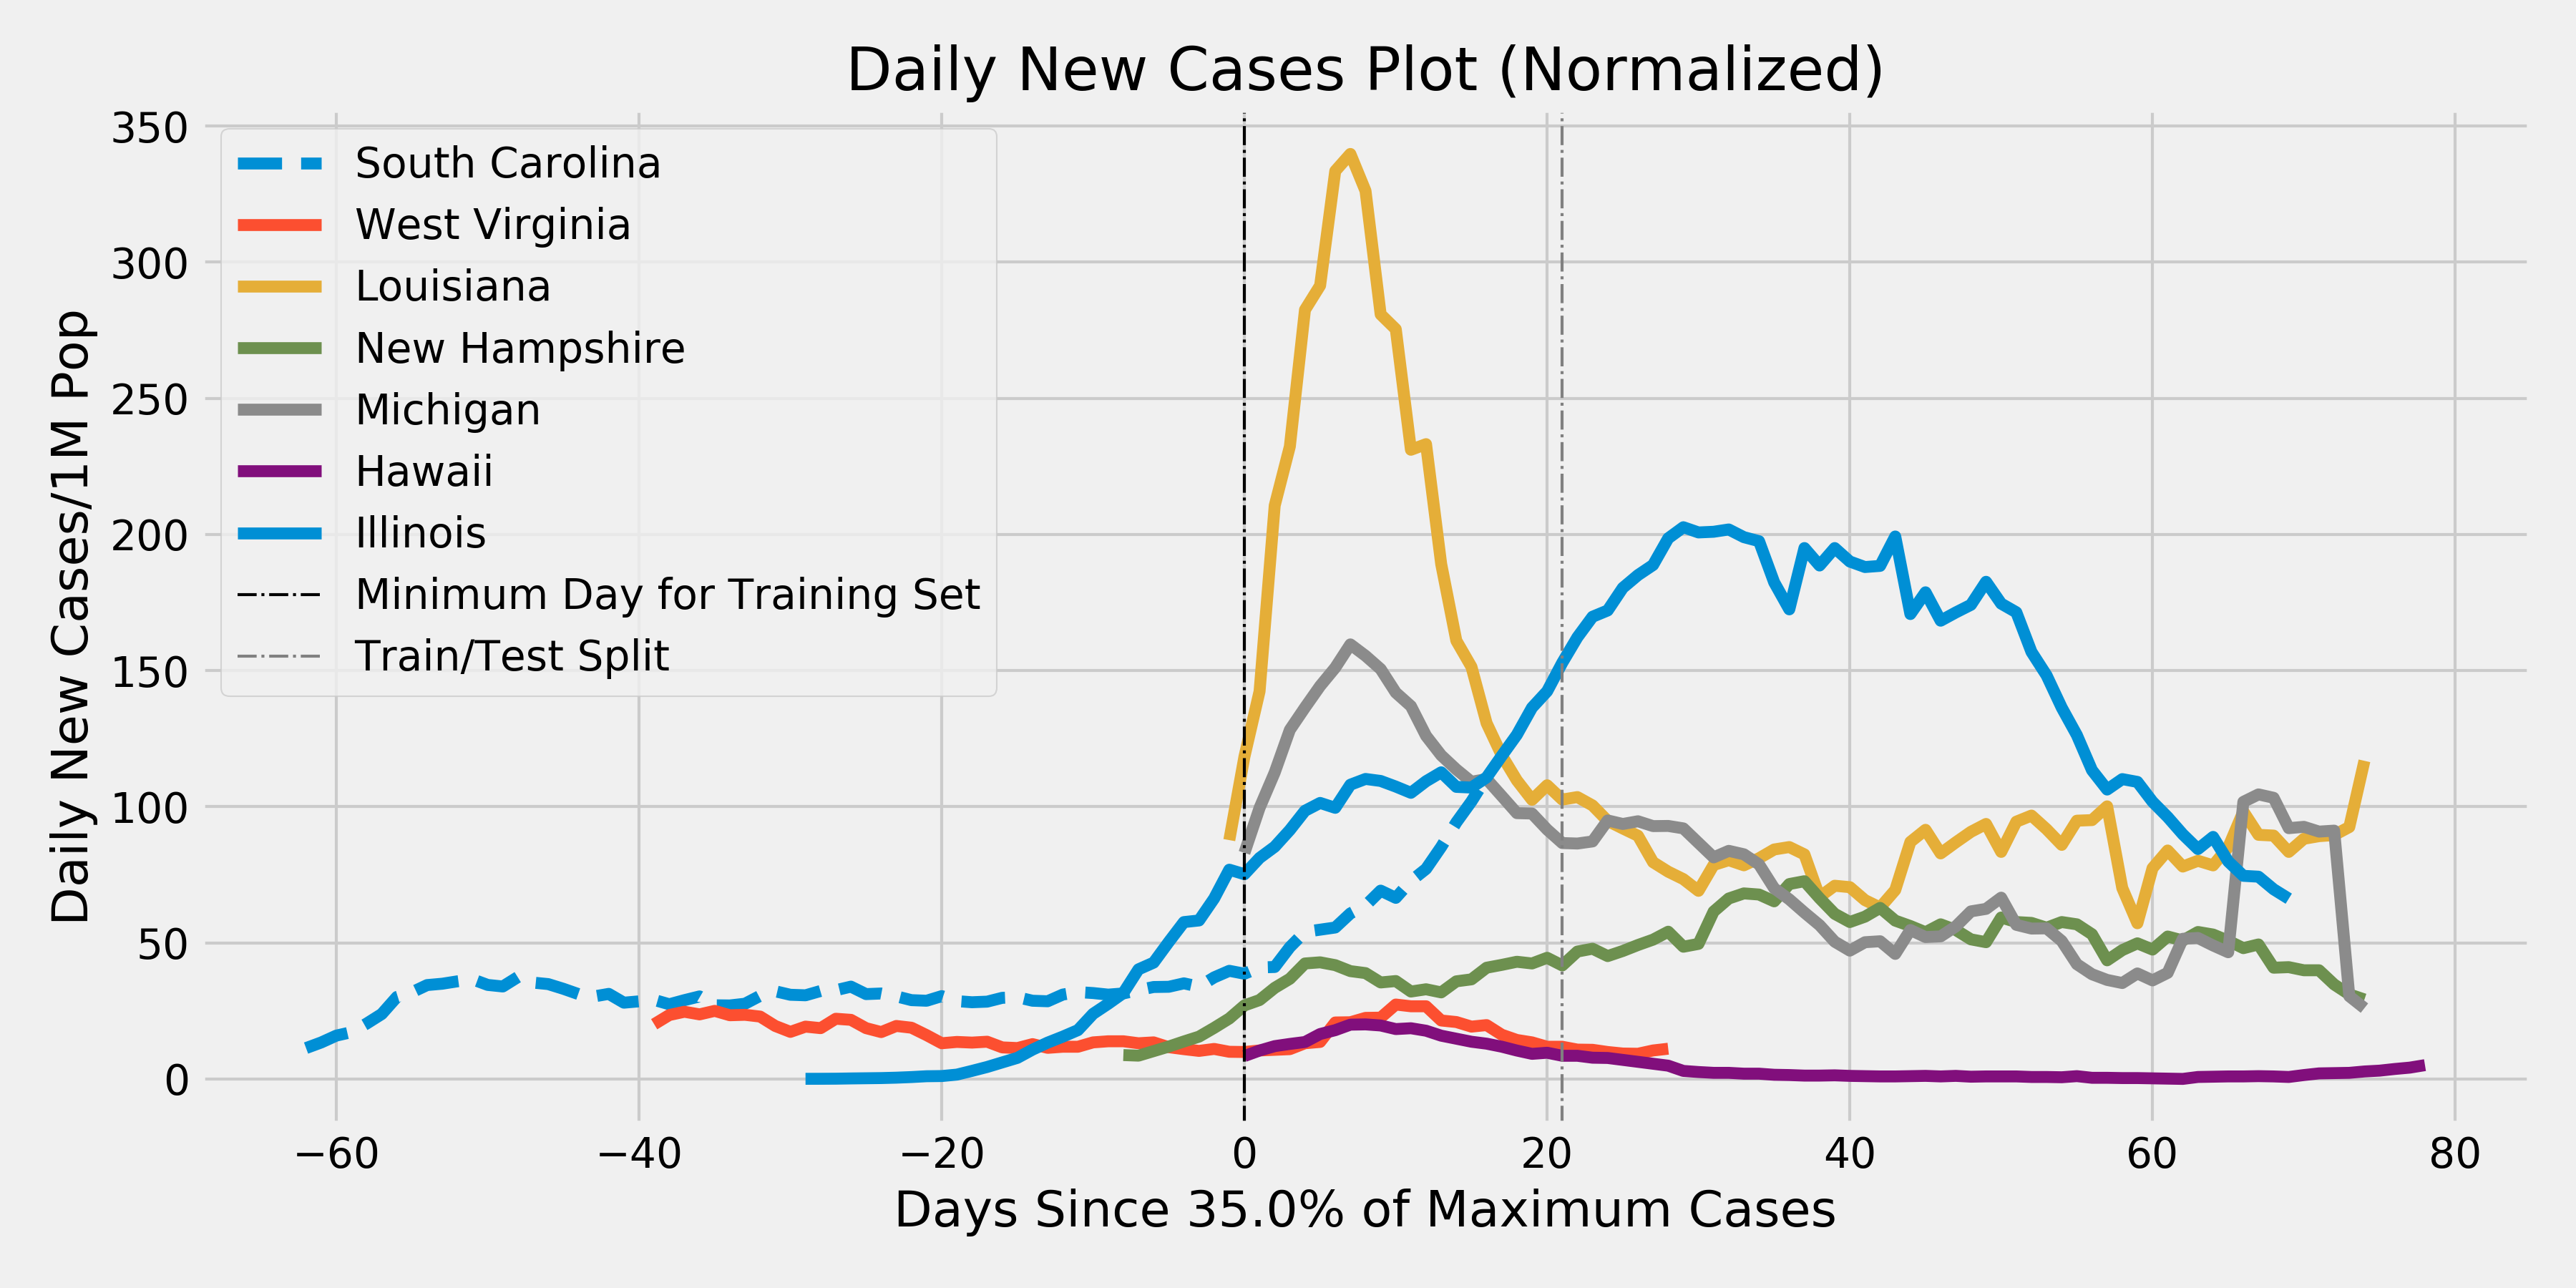 Daily New Cases Plot (Normalized)
Daily New Cases/1M Pop
350
300
250
200
150
100
50
0
South Carolina
West Virginia
Louisiana
New Hampshire
Michigan
Hawaii
Illinois
Minimum Day for Training Set
Train/Test Split
−60 −40 −20 0 20 40 60 80
Days Since 35.0% of Maximum Cases